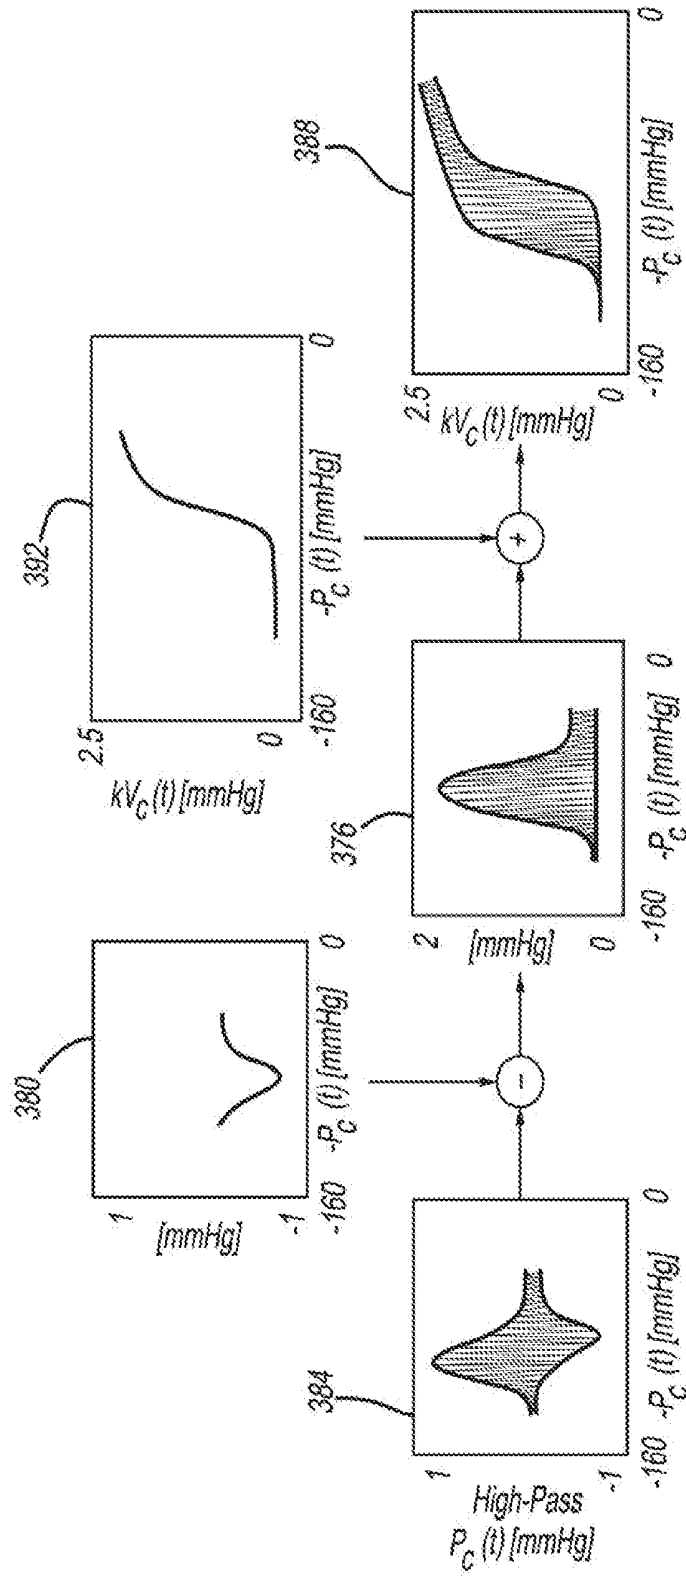 380
1
[mmHg]
-1
-160
-Pc (t) [mmHg]
0
392
2.5
kVc (t) [mmHg]
0
-160
-Pc (t) [mmHg]
0
384
1
High-Pass
Pc (t) [mmHg]
-1
-160
-Pc (t) [mmHg]
0
-
376
2
[mmHg]
0
-160
-Pc (t) [mmHg]
0
+
388
2.5
kVc (t) [mmHg]
0
-160
-Pc (t) [mmHg]
0